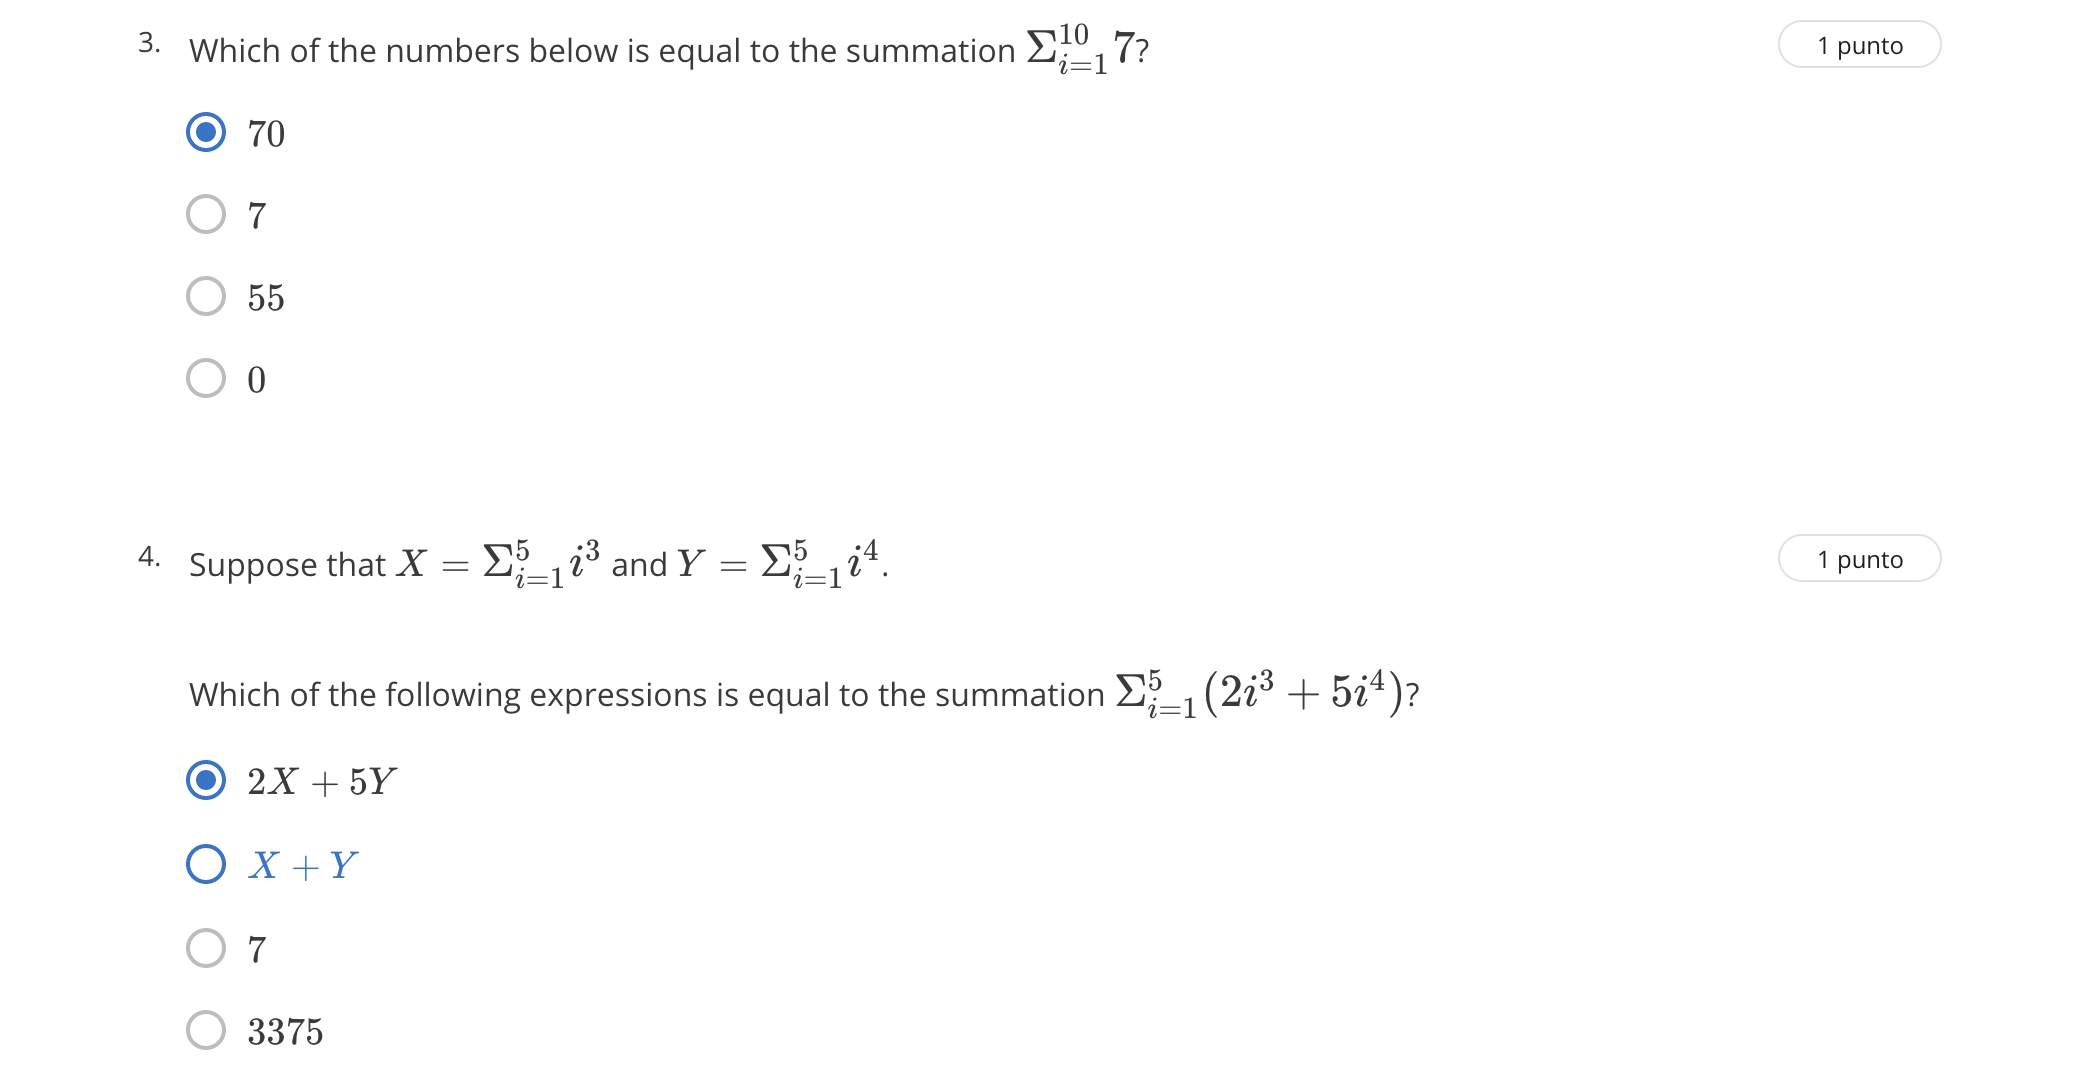 3. Which of the numbers below is equal to the summation $\Sigma_{i=1}^{10} 7$?
1 punto
70
7
55
0
4. Suppose that $X = \Sigma_{i=1}^{5} i^3$ and $Y = \Sigma_{i=1}^{5} i^4$.
1 punto
Which of the following expressions is equal to the summation $\Sigma_{i=1}^{5} (2i^3 + 5i^4)$?
$2X + 5Y$
$X + Y$
7
3375